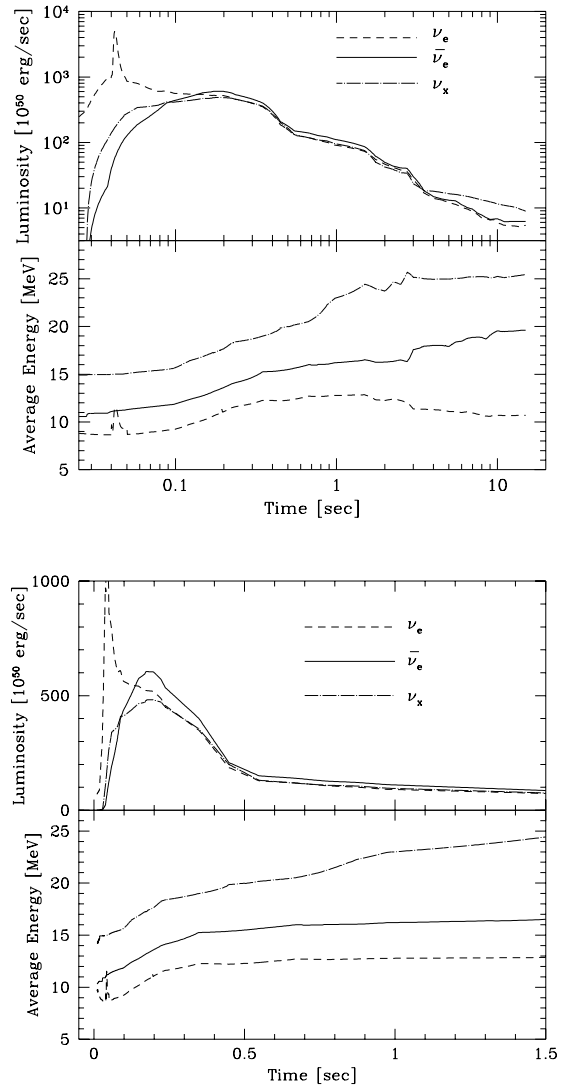 10⁴
10³
10²
10¹
Luminosity [10⁵⁰ erg/sec]
νₑ
ν̄ₑ
νₓ
25
20
15
10
5
Average Energy [MeV]
0.1 1 10
Time [sec]
1000
500
0
Luminosity [10⁵⁰ erg/sec]
νₑ
ν̄ₑ
νₓ
25
20
15
10
5
Average Energy [MeV]
0 0.5 1 1.5
Time [sec]